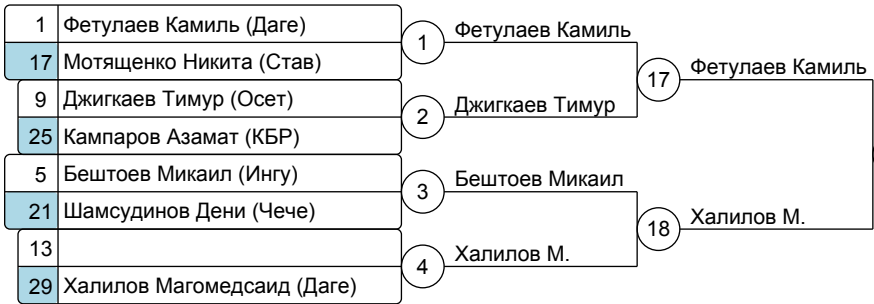 1 Фетулаев Камиль (Даге)
17 Мотященко Никита (Став)
1
Фетулаев Камиль
9 Джигкаев Тимур (Осет)
25 Кампаров Азамат (КБР)
2
Джигкаев Тимур
17
Фетулаев Камиль
5 Бештоев Микаил (Ингу)
21 Шамсудинов Дени (Чече)
3
Бештоев Микаил
13
29 Халилов Магомедсаид (Даге)
4
Халилов М.
18
Халилов М.